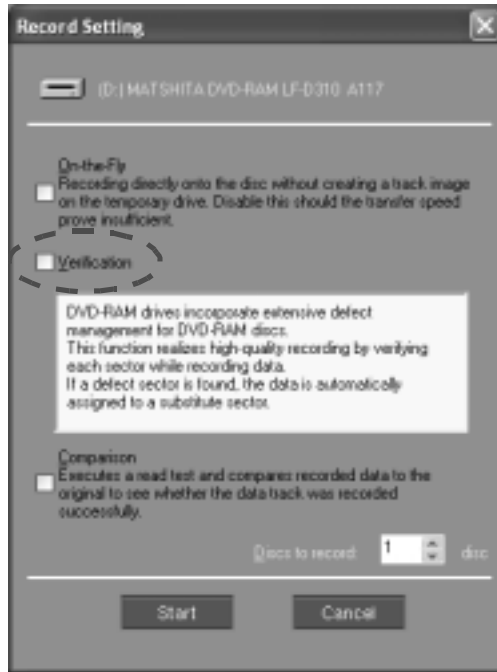 Record Setting
(D:) MATSHITA DVD-RAM LF-D310 A117
On-the-Fly
Recording directly onto the disc without creating a track image
on the temporary drive. Disable this should the transfer speed
prove insufficient.
Verification
DVD-RAM drives incorporate extensive defect
management for DVD-RAM discs.
This function realizes high-quality recording by verifying
each sector while recording data.
If a defect sector is found, the data is automatically
assigned to a substitute sector.
Comparison
Executes a read test and compares recorded data to the
original to see whether the data track was recorded
successfully.
Discs to record: 1 disc
Start Cancel